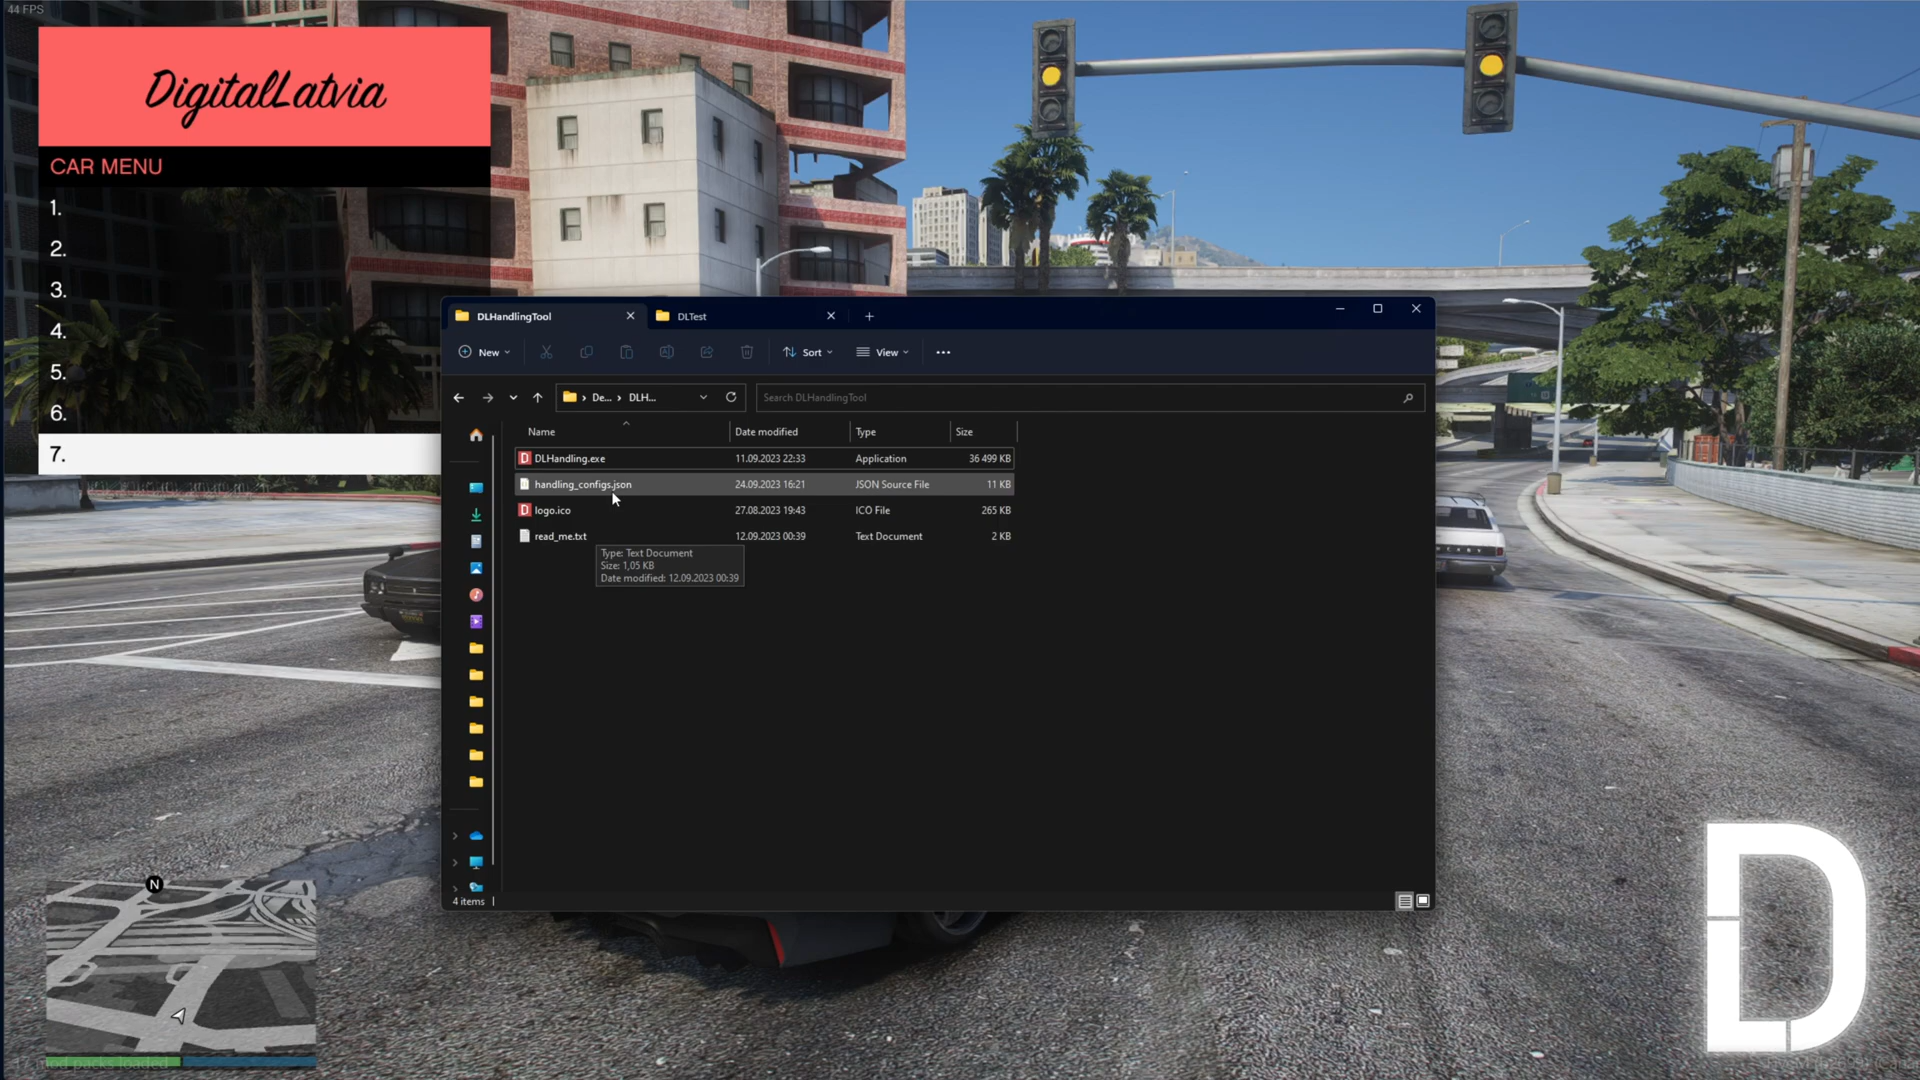 44 FPS
DigitalLatvia
CAR MENU
1.
2.
3.
4.
5.
6.
7.
DLHandlingTool
DLTest
New
Sort
View
De...
DLH...
Search DLHandlingTool
Name
Date modified
Type
Size
DLHandling.exe 11.09.2023 22:33 Application 36 499 KB
handling_configs.json 24.09.2023 16:21 JSON Source File 11 KB
logo.ico 27.08.2023 19:43 ICO File 265 KB
read_me.txt 12.09.2023 00:39 Text Document 2 KB
Type: Text Document
Size: 1,05 KB
Date modified: 12.09.2023 00:39
4 items
N
mod packs loaded
D